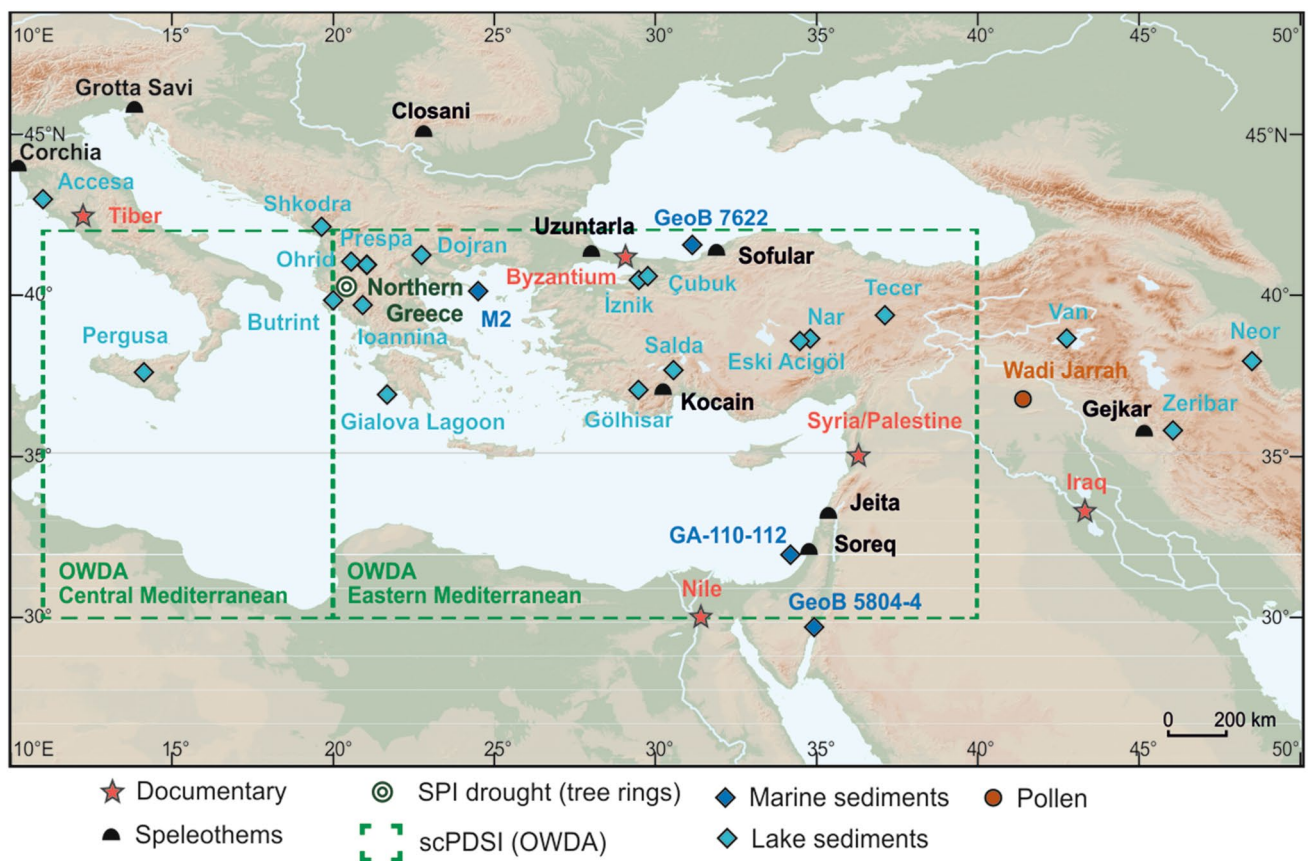 10°E 15° 20° 25° 30° 35° 40° 45° 50°
Grotta Savi
Closani
45°N 45°N
Corchia
Accesa
Shkodra
Tiber
GeoB 7622
Uzuntarla
Prespa
Dojran
Sofular
Ohrid
Byzantium
Çubuk
Northern
Greece
Tecer
40° 40°
İznik
M2
Nar
Van
Butrint
Neor
Pergusa
Ioannina
Salda
Eski Acigöl
Wadi Jarrah
Kocain
Gejkar
Zeribar
Gialova Lagoon
Gölhisar
Syria/Palestine
35° 35°
Iraq
Jeita
GA-110-112
Soreq
OWDA
Central Mediterranean
OWDA
Eastern Mediterranean
Nile
GeoB 5804-4
30° 30°
0 200 km
10°E 15° 20° 25° 30° 35° 40° 45° 50°
Documentary
SPI drought (tree rings)
Marine sediments
Pollen
Speleothems
scPDSI (OWDA)
Lake sediments